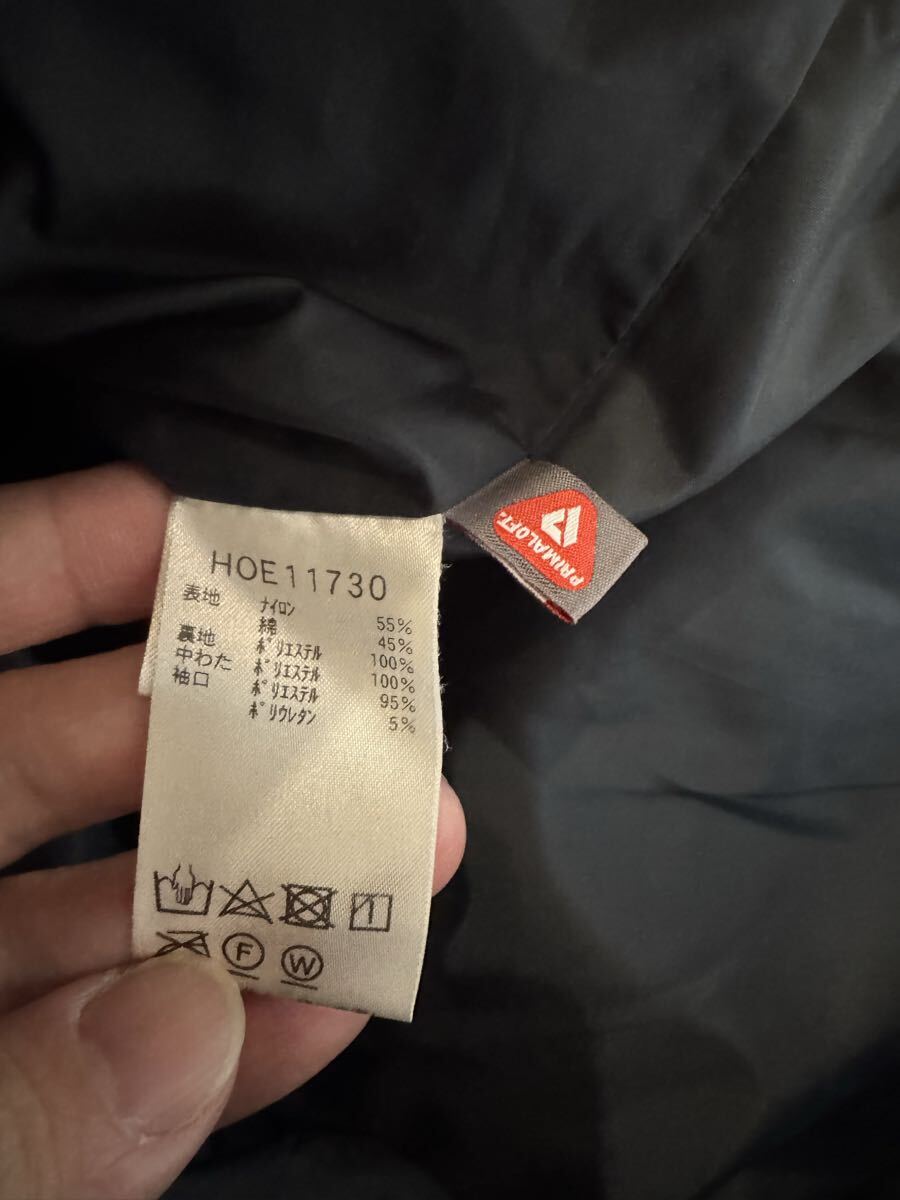 HOE11730
表地 ナイロン 55%
綿 45%
裏地 ポリエステル 100%
中わた ポリエステル 100%
袖口 ポリエステル 95%
ポリウレタン 5%
F
W
PRIMALOFT